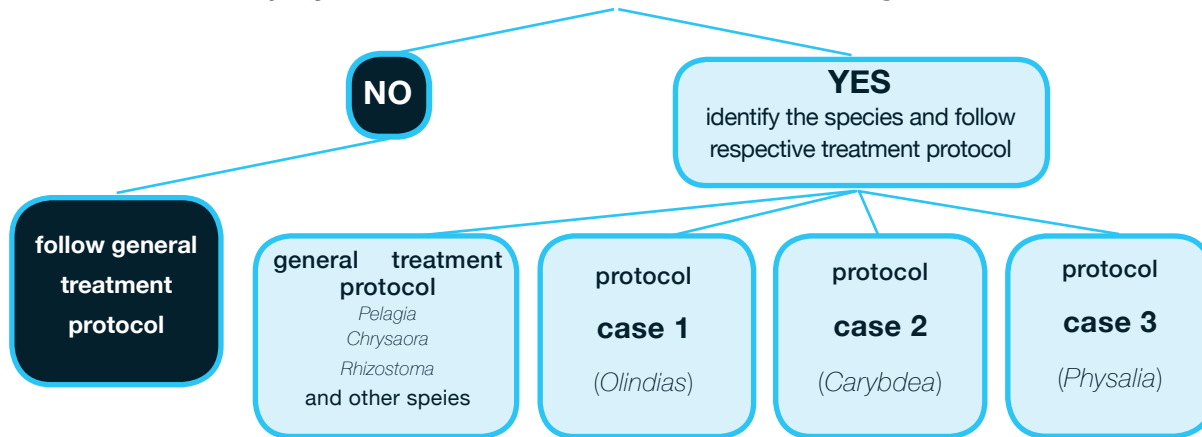 NO
YES
identify the species and follow
respective treatment protocol
follow general
treatment
protocol
general treatment
protocol
Pelagia
Chrysaora
Rhizostoma
and other speies
protocol
case 1
(Olindias)
protocol
case 2
(Carybdea)
protocol
case 3
(Physalia)